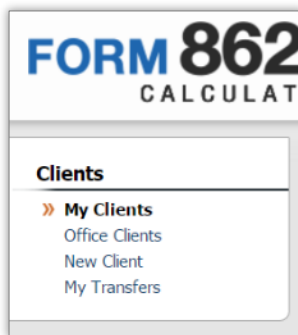 FORM 862
CALCULAT
Clients
» My Clients
Office Clients
New Client
My Transfers